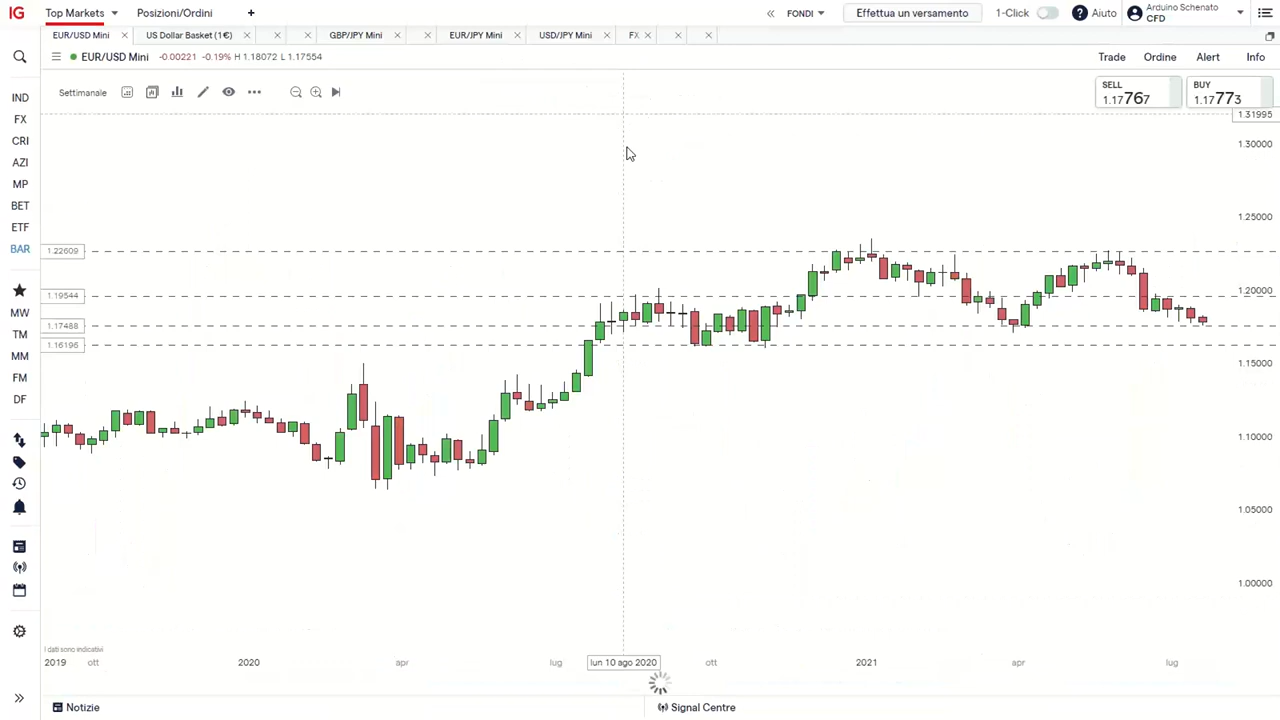 IG Top Markets Posizioni/Ordini + « FONDI Effettua un versamento 1-Click ? Aiuto Arduino Schenato
CFD
EUR/USD Mini × US Dollar Basket (1€) × × × GBP/JPY Mini × × EUR/JPY Mini × USD/JPY Mini × FX × × ×
EUR/USD Mini -0.00221 -0.19% H 1.18072 L 1.17554 Trade Ordine Alert Info
Settimanale
SELL
1.17767
BUY
1.17773
IND
FX
CRI
AZI
MP
BET
ETF
BAR
MW
TM
MM
FM
DF
1.31995
1.30000
1.25000
1.20000
1.15000
1.10000
1.05000
1.00000
1.22609
1.19544
1.17488
1.16196
I dati sono indicativi
2019 ott 2020 apr lug lun 10 ago 2020 ott 2021 apr lug
Notizie Signal Centre